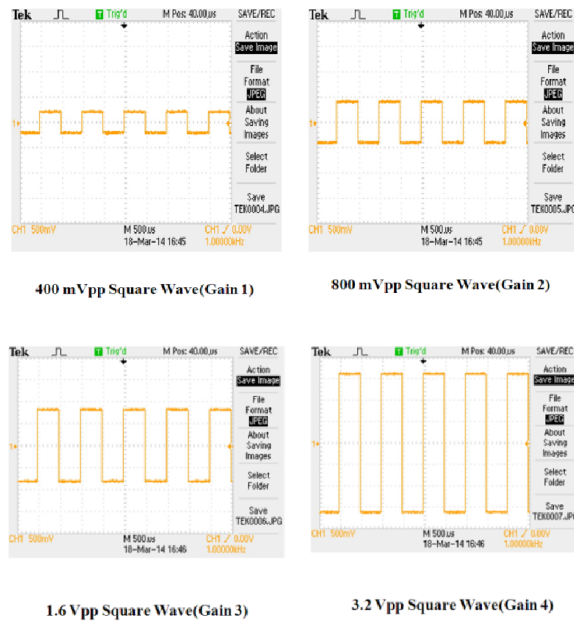 Tek Trig'd M Pos: 40.00us SAVE/REC
Action
Save Image
File
Format
JPEG
About
Saving
Images
Select
Folder
Save
TEK0004.JPG
CH1 500mV M 500us CH1 / 0.00V
18-Mar-14 16:45 1.00000kHz
400 mVpp Square Wave(Gain 1)
Tek Trig'd M Pos: 40.00us SAVE/REC
Action
Save Image
File
Format
JPEG
About
Saving
Images
Select
Folder
Save
TEK0005.JPG
CH1 500mV M 500us CH1 / 0.00V
18-Mar-14 16:45 1.00000kHz
800 mVpp Square Wave(Gain 2)
Tek Trig'd M Pos: 40.00us SAVE/REC
Action
Save Image
File
Format
JPEG
About
Saving
Images
Select
Folder
Save
TEK0006.JPG
CH1 500mV M 500us CH1 / 0.00V
18-Mar-14 16:46 1.00000kHz
1.6 Vpp Square Wave(Gain 3)
Tek Trig'd M Pos: 40.00us SAVE/REC
Action
Save Image
File
Format
JPEG
About
Saving
Images
Select
Folder
Save
TEK0007.JPG
CH1 500mV M 500us CH1 / 0.00V
18-Mar-14 16:46 1.00000kHz
3.2 Vpp Square Wave(Gain 4)